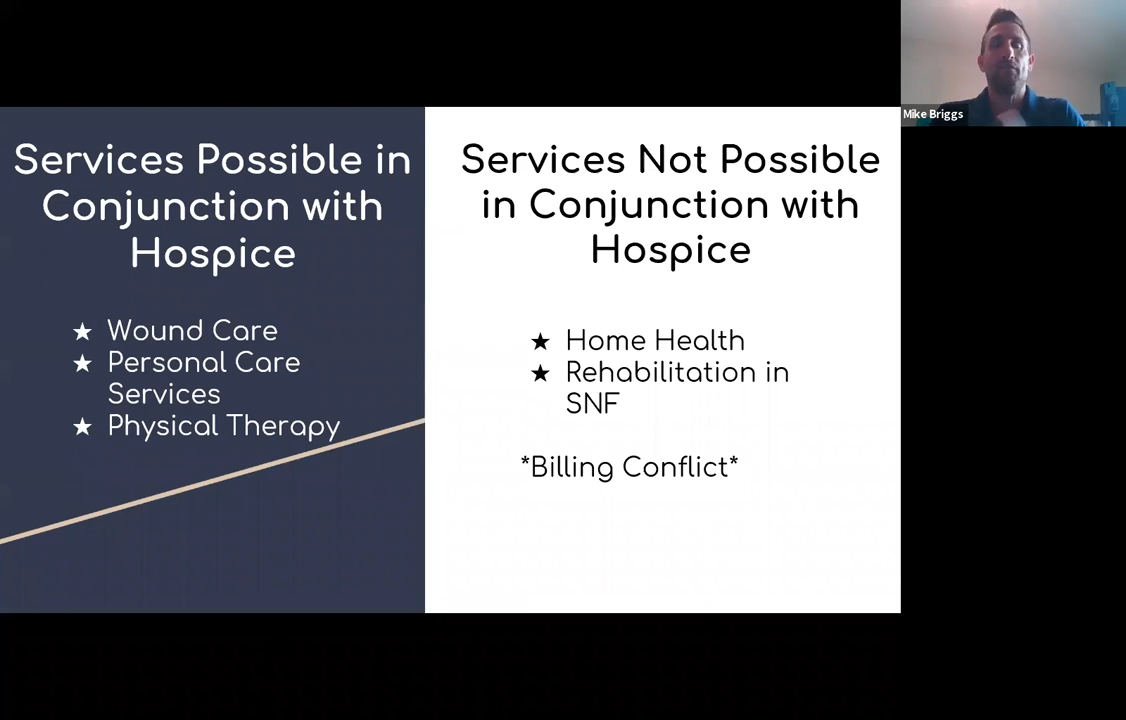 Services Possible in
Conjunction with
Hospice
★ Wound Care
★ Personal Care
Services
★ Physical Therapy
Services Not Possible
in Conjunction with
Hospice
★ Home Health
★ Rehabilitation in
SNF
*Billing Conflict*
Mike Briggs